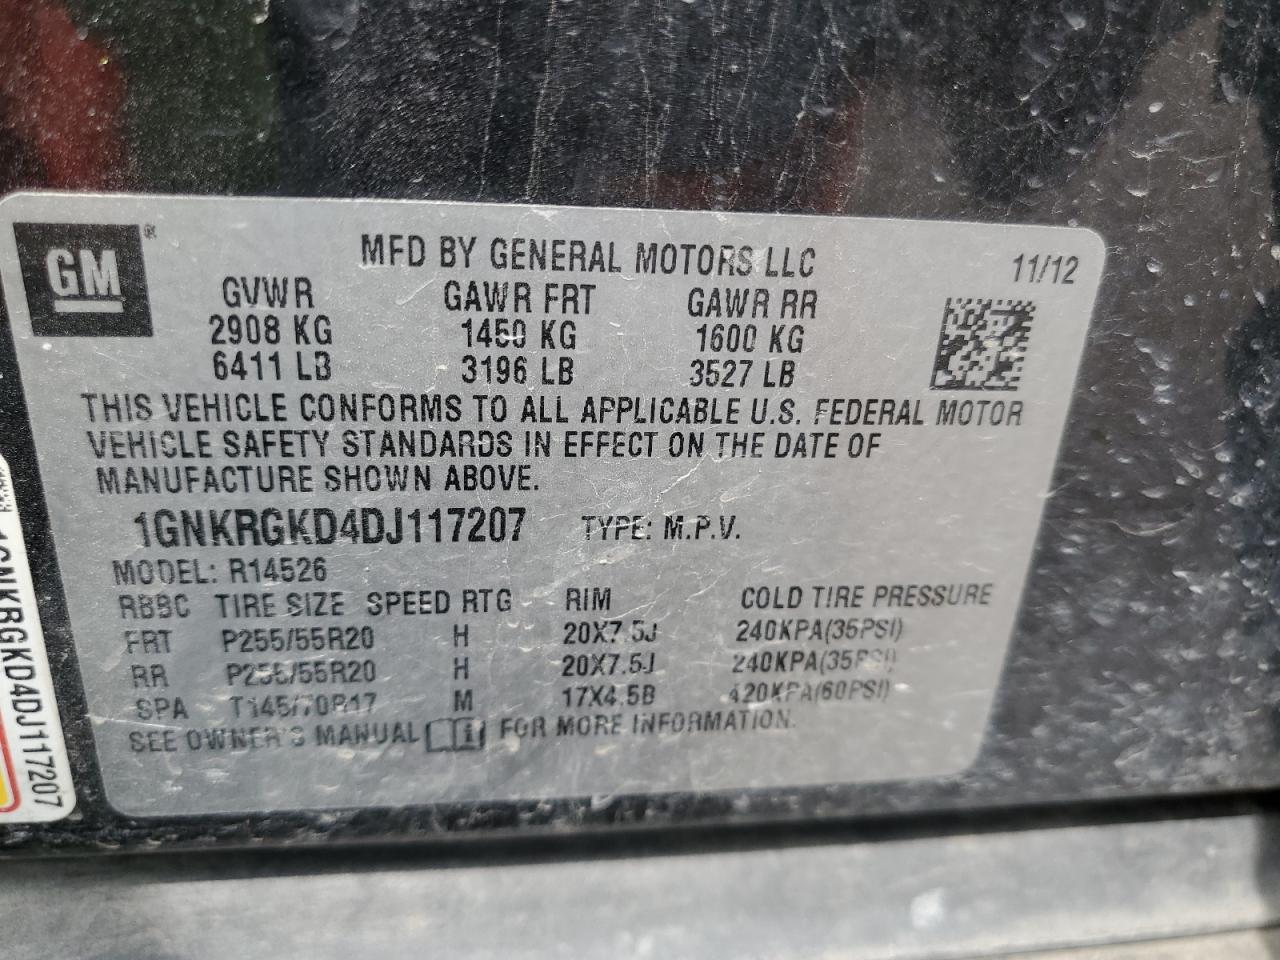 GM®
MFD BY GENERAL MOTORS LLC 11/12
GVWR GAWR FRT GAWR RR
2908 KG 1450 KG 1600 KG
6411 LB 3196 LB 3527 LB
THIS VEHICLE CONFORMS TO ALL APPLICABLE U.S. FEDERAL MOTOR
VEHICLE SAFETY STANDARDS IN EFFECT ON THE DATE OF
MANUFACTURE SHOWN ABOVE.
1GNKRGKD4DJ117207 TYPE: M.P.V.
MODEL: R14526
TIRE SIZE SPEED RTG RIM COLD TIRE PRESSURE
FRT P255/55R20 H 20X7.5J 240KPA(35PSI)
RR P255/55R20 H 20X7.5J 240KPA(35PSI)
SPA T145/70R17 M 17X4.5B 420KPA(60PSI)
SEE OWNER'S MANUAL FOR MORE INFORMATION.
1GNKRGKD4DJ117207